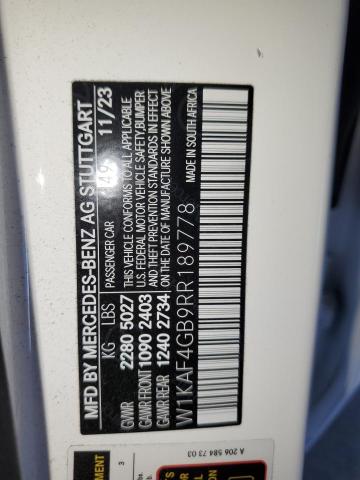 MFD. BY MERCEDES-BENZ AG STUTTGART
PASSENGER CAR 149 11/23
KG LBS
GVWR 2280 5027
GAWR FRONT 1090 2403
GAWR REAR 1240 2734
THIS VEHICLE CONFORMS TO ALL APPLICABLE
U.S. FEDERAL MOTOR VEHICLE SAFETY, BUMPER
AND THEFT PREVENTION STANDARDS IN EFFECT
ON THE DATE OF MANUFACTURE SHOWN ABOVE
MADE IN SOUTH AFRICA
W1KAF4GB9RR189778
A 206 584 73 03
3